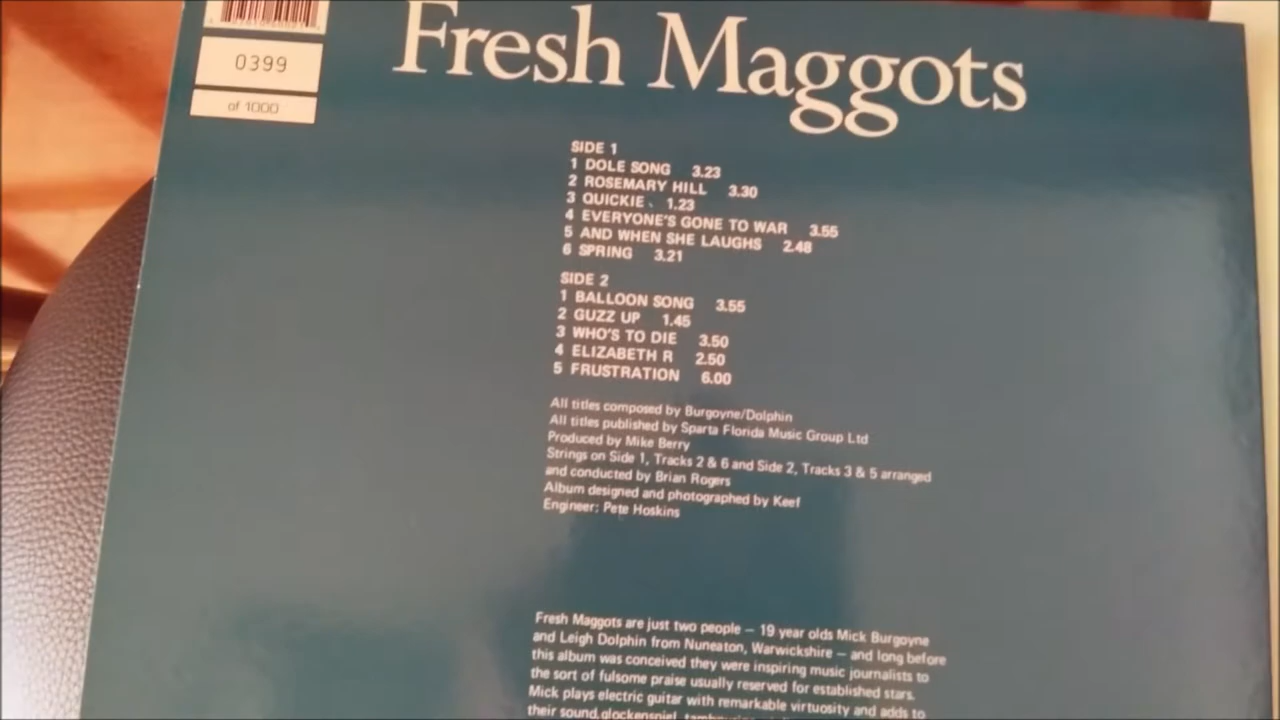 0399
of 1000
Fresh Maggots
SIDE 1
1 DOLE SONG 3.23
2 ROSEMARY HILL 3.30
3 QUICKIE 1.23
4 EVERYONE'S GONE TO WAR 3.55
5 AND WHEN SHE LAUGHS 2.48
6 SPRING 3.21
SIDE 2
1 BALLOON SONG 3.55
2 GUZZ UP 1.45
3 WHO'S TO DIE 3.50
4 ELIZABETH R 2.50
5 FRUSTRATION 6.00
All titles composed by Burgoyne/Dolphin
All titles published by Sparta Florida Music Group Ltd
Produced by Mike Berry
Strings on Side 1, Tracks 2 & 6 and Side 2, Tracks 3 & 5 arranged
and conducted by Brian Rogers
Album designed and photographed by Keef
Engineer: Pete Hoskins
Fresh Maggots are just two people – 19 year olds Mick Burgoyne
and Leigh Dolphin from Nuneaton, Warwickshire – and long before
this album was conceived they were inspiring music journalists to
the sort of fulsome praise usually reserved for established stars.
Mick plays electric guitar with remarkable virtuosity and adds to
their sound, glockenspiel,